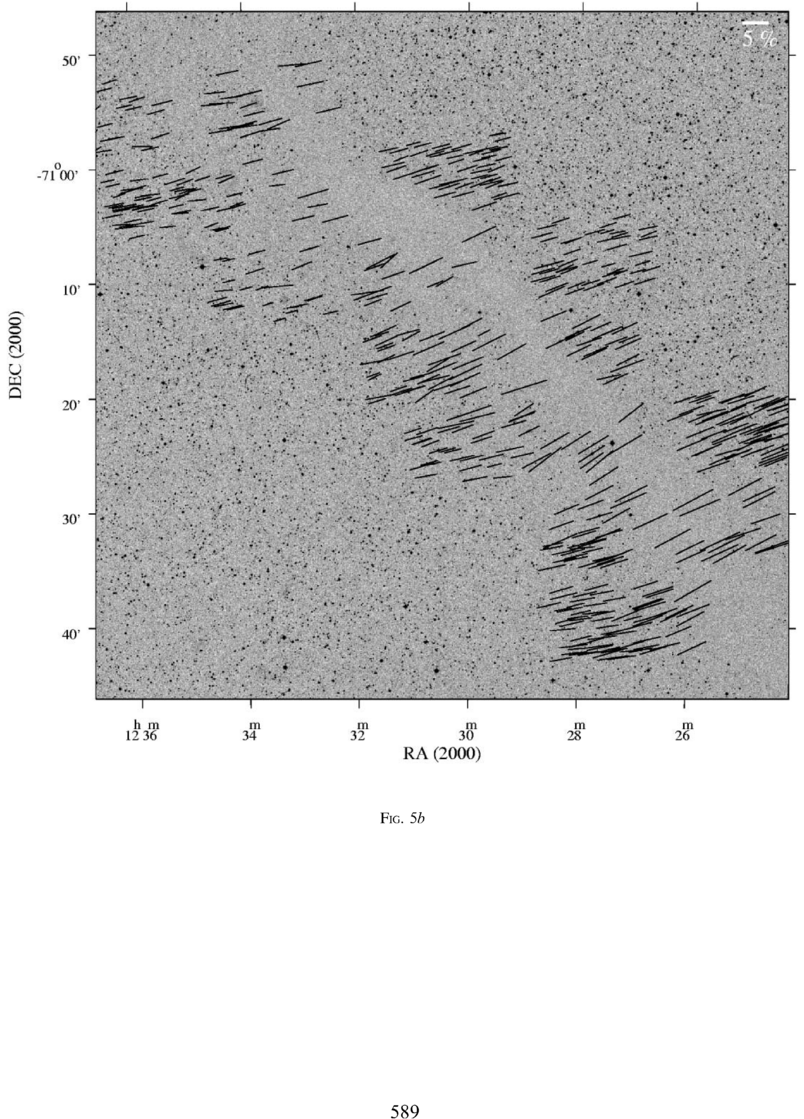 5 %
50'
-71° 00'
10'
20'
30'
40'
DEC (2000)
12 h 36 m
34 m
32 m
30 m
28 m
26 m
RA (2000)
FIG. 5b
589